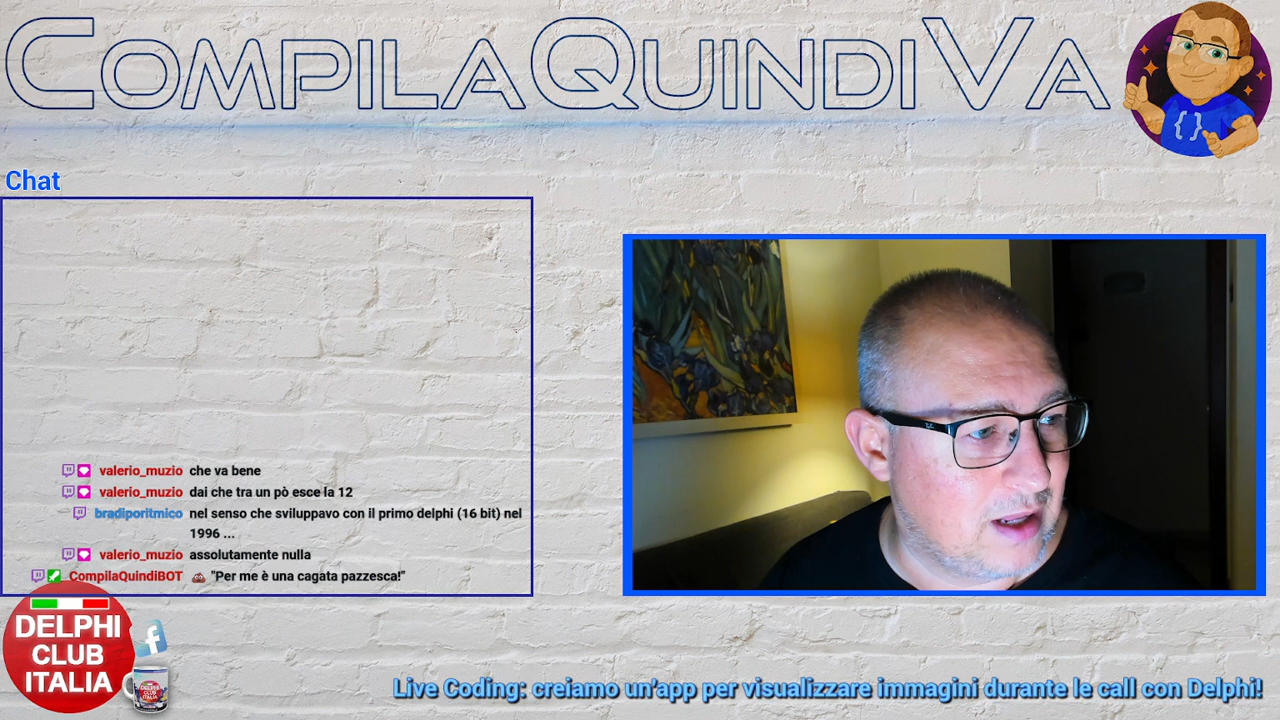 CompilaQuindiVa
{ }
Chat
valerio_muzio che va bene
valerio_muzio dai che tra un pò esce la 12
bradiporitmico nel senso che sviluppavo con il primo delphi (16 bit) nel
1996 ...
valerio_muzio assolutamente nulla
CompilaQuindiBOT 💩 "Per me è una cagata pazzesca!"
DELPHI
CLUB
ITALIA
f
Live Coding: creiamo un'app per visualizzare immagini durante le call con Delphi!